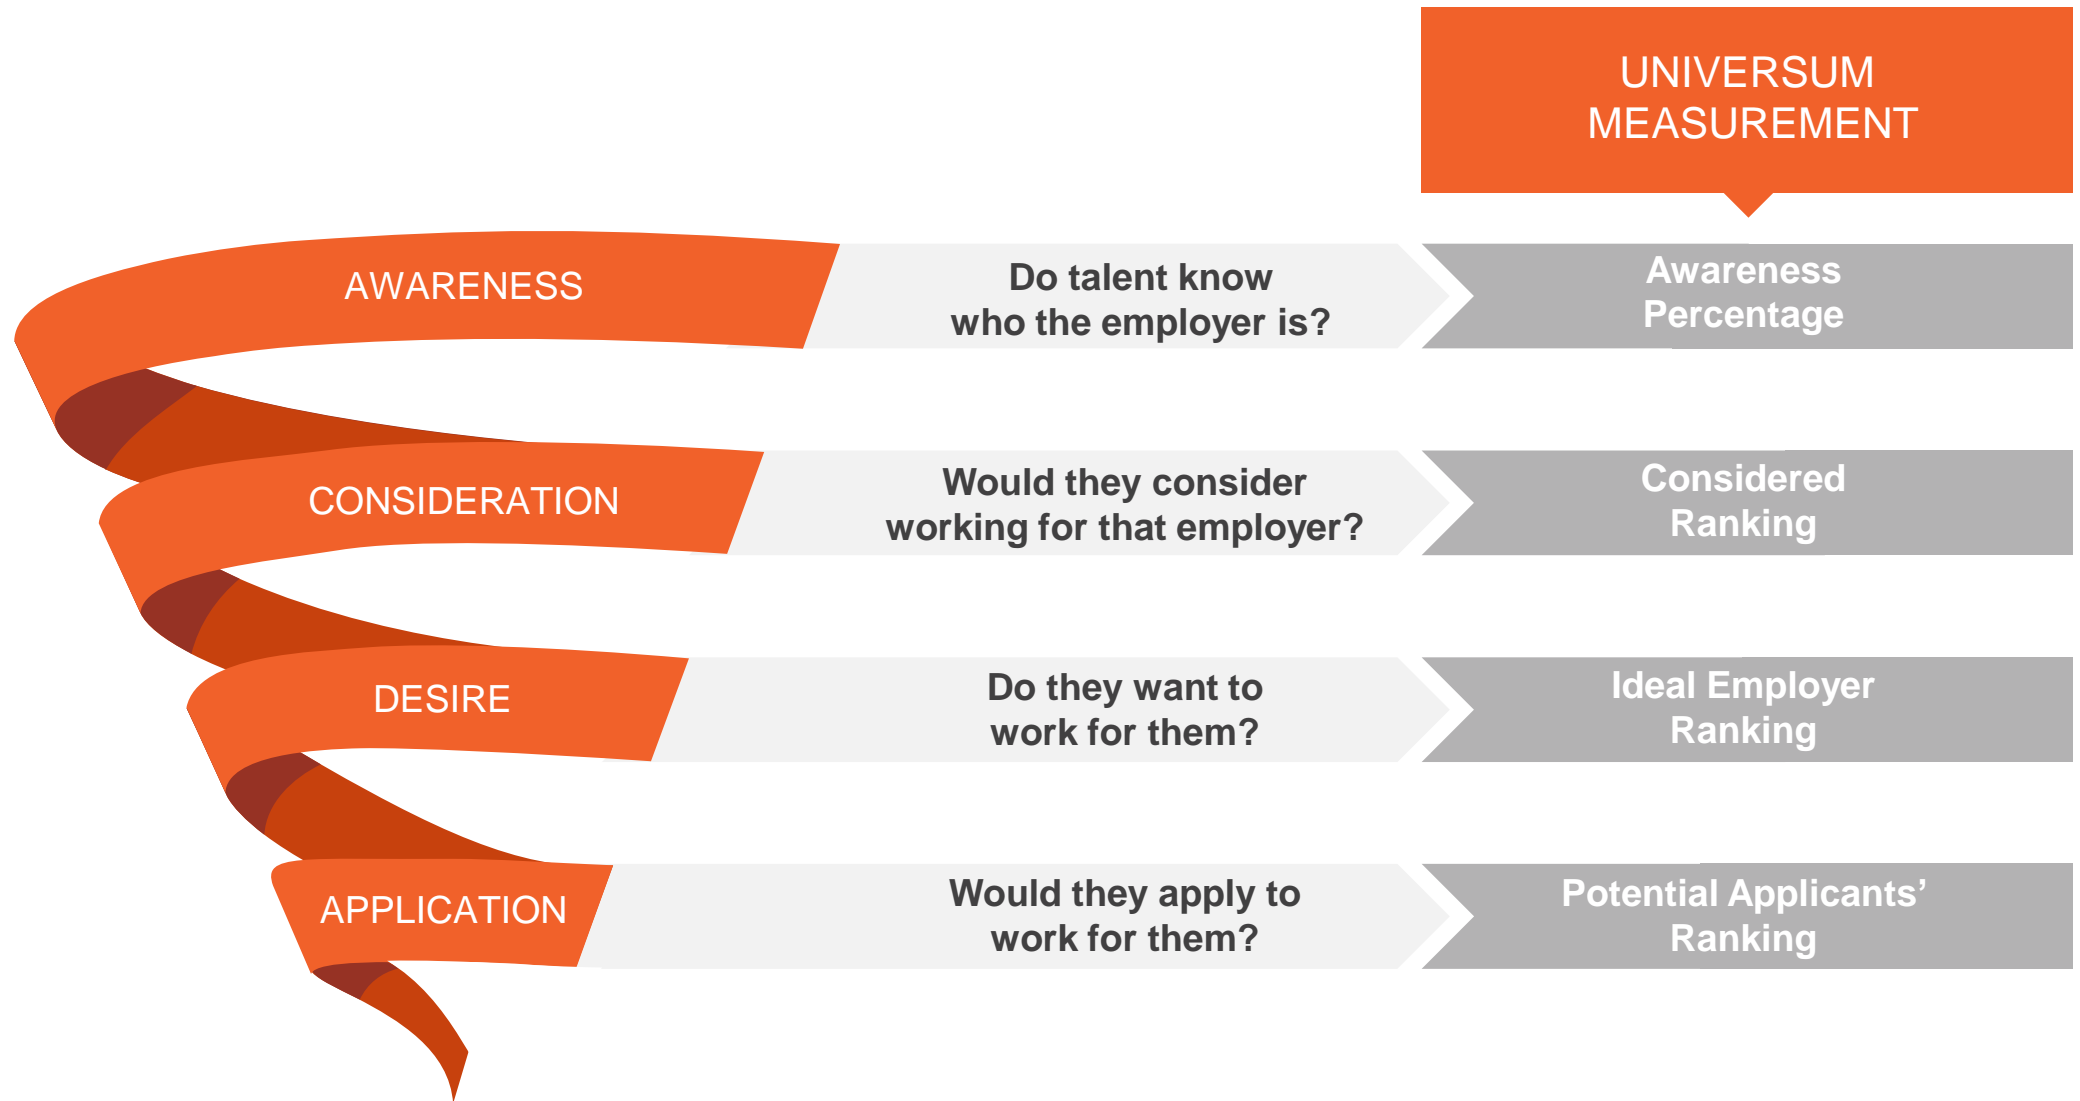 UNIVERSUM
MEASUREMENT
AWARENESS
Do talent know
who the employer is?
Awareness
Percentage
CONSIDERATION
Would they consider
working for that employer?
Considered
Ranking
DESIRE
Do they want to
work for them?
Ideal Employer
Ranking
APPLICATION
Would they apply to
work for them?
Potential Applicants’
Ranking